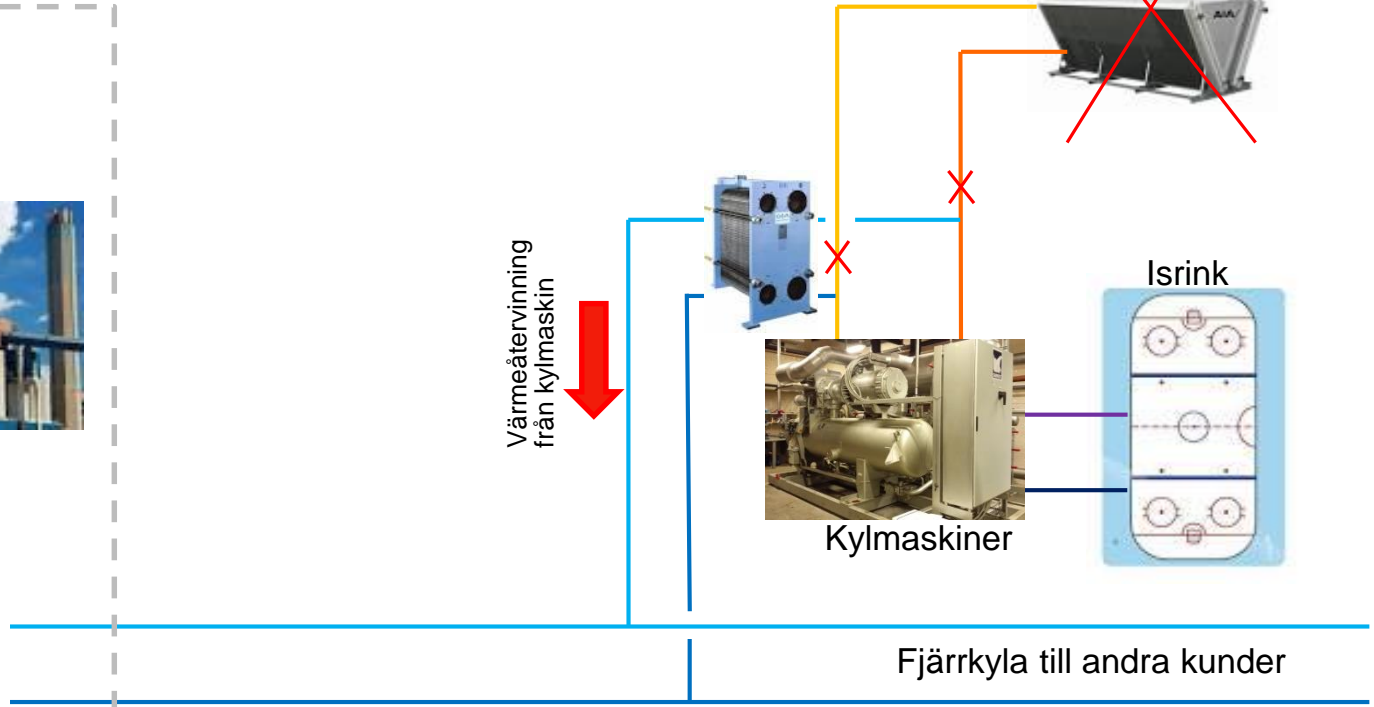 Värmeåtervinning
från kylmaskin
Isrink
Kylmaskiner
Fjärrkyla till andra kunder